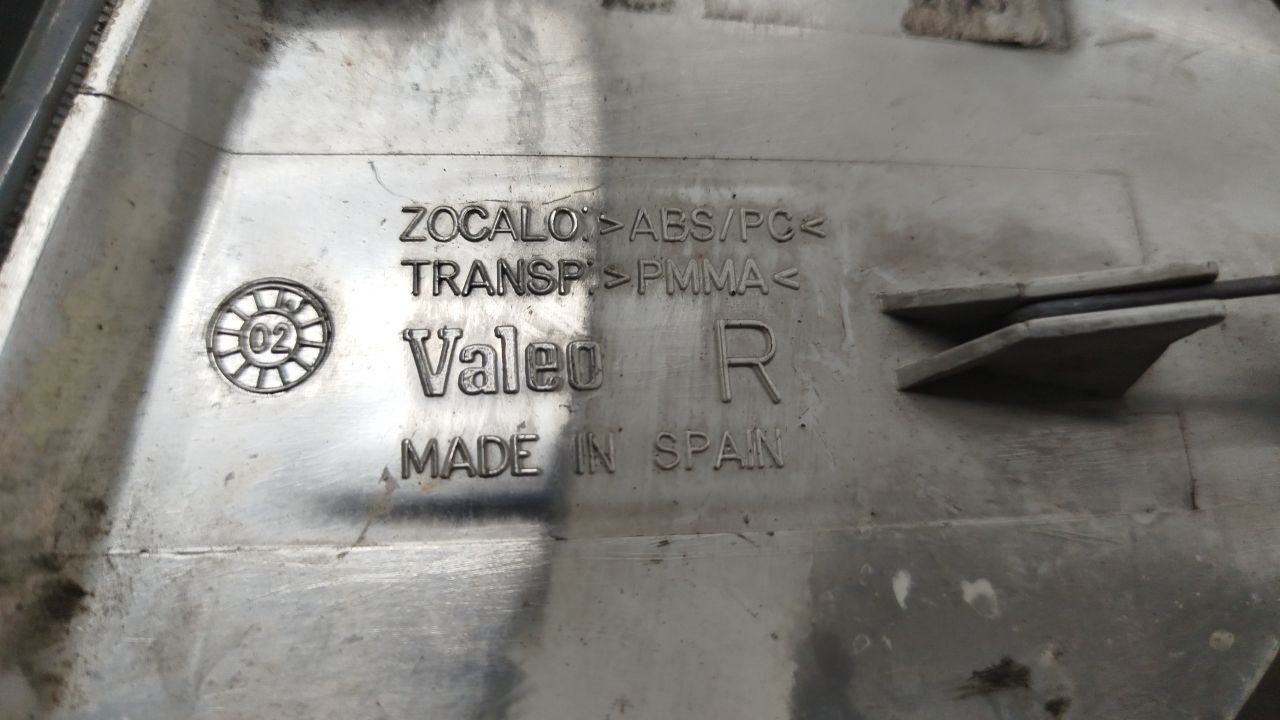 ZOCALO:>ABS/PC<
TRANSP:>PMMA<
02
Valeo R
MADE IN SPAIN